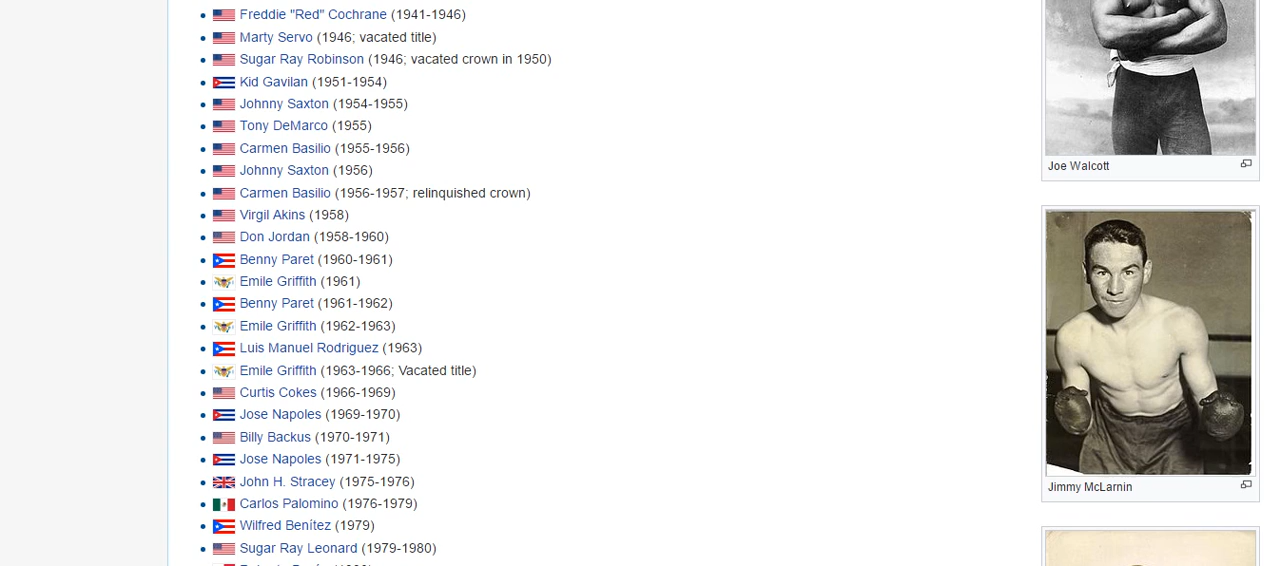 Freddie "Red" Cochrane (1941-1946)
Marty Servo (1946; vacated title)
Sugar Ray Robinson (1946; vacated crown in 1950)
Kid Gavilan (1951-1954)
Johnny Saxton (1954-1955)
Tony DeMarco (1955)
Carmen Basilio (1955-1956)
Johnny Saxton (1956)
Carmen Basilio (1956-1957; relinquished crown)
Virgil Akins (1958)
Don Jordan (1958-1960)
Benny Paret (1960-1961)
Emile Griffith (1961)
Benny Paret (1961-1962)
Emile Griffith (1962-1963)
Luis Manuel Rodriguez (1963)
Emile Griffith (1963-1966; Vacated title)
Curtis Cokes (1966-1969)
Jose Napoles (1969-1970)
Billy Backus (1970-1971)
Jose Napoles (1971-1975)
John H. Stracey (1975-1976)
Carlos Palomino (1976-1979)
Wilfred Benítez (1979)
Sugar Ray Leonard (1979-1980)
Joe Walcott
Jimmy McLarnin